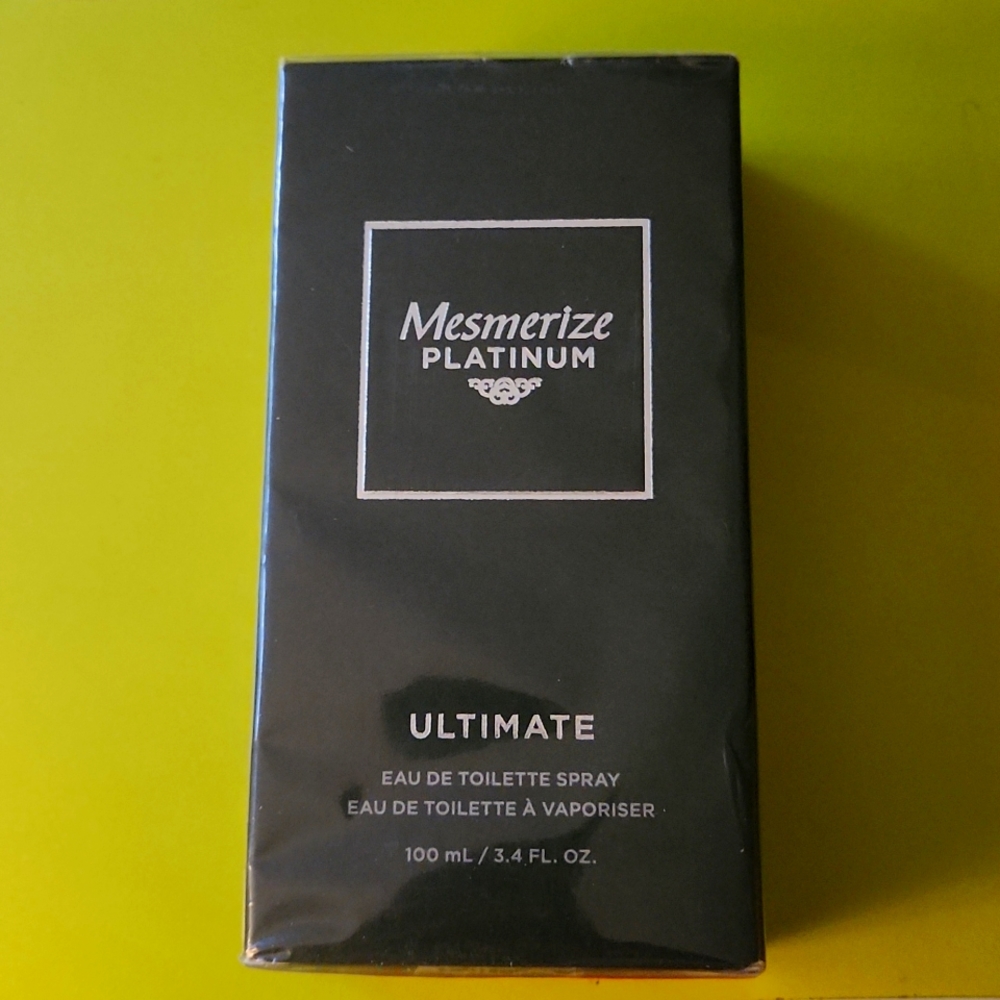 Mesmerize
PLATINUM
ULTIMATE
EAU DE TOILETTE SPRAY
EAU DE TOILETTE À VAPORISER
100 mL / 3.4 FL. OZ.